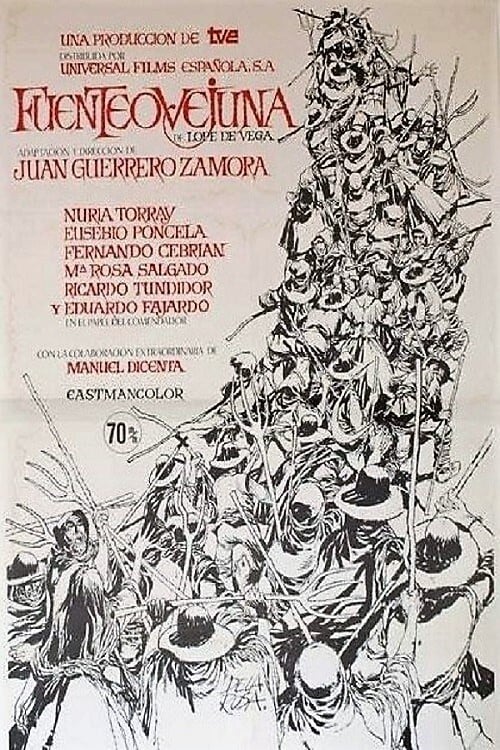 UNA PRODUCCION DE tve
DISTRIBUIDA POR
UNIVERSAL FILMS ESPAÑOLA, S.A
FUENTEOVEJUNA
DE LOPE DE VEGA
ADAPTACION Y DIRECCION DE
JUAN GUERRERO ZAMORA
NURIA TORRAY
EUSEBIO PONCELA
FERNANDO CEBRIAN
Mª ROSA SALGADO
RICARDO TUNDIDOR
Y EDUARDO FAJARDO
EN EL PAPEL DEL COMENDADOR
CON LA COLABORACION EXTRAORDINARIA DE
MANUEL DICENTA
EASTMANCOLOR
70